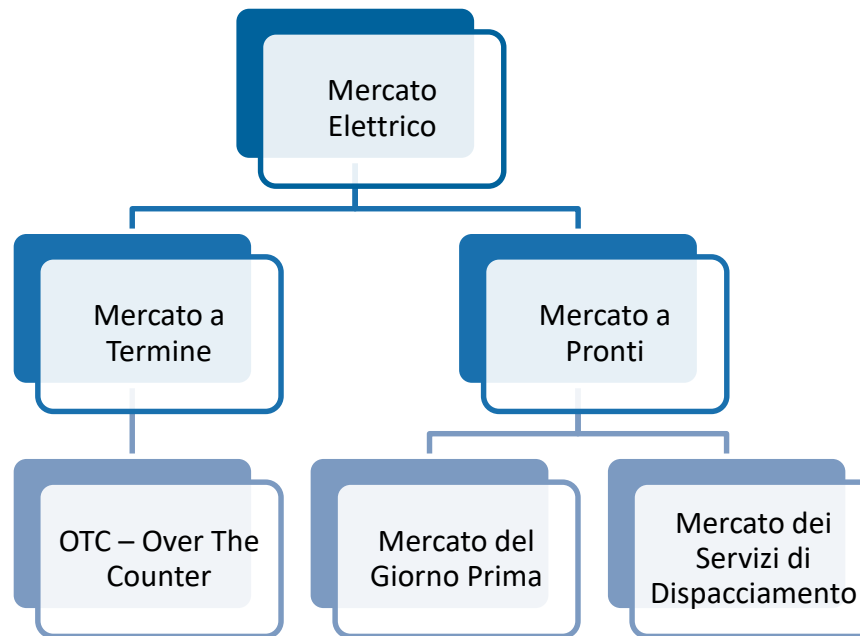 Mercato
Elettrico
Mercato a
Termine
Mercato a
Pronti
OTC – Over The
Counter
Mercato del
Giorno Prima
Mercato dei
Servizi di
Dispacciamento